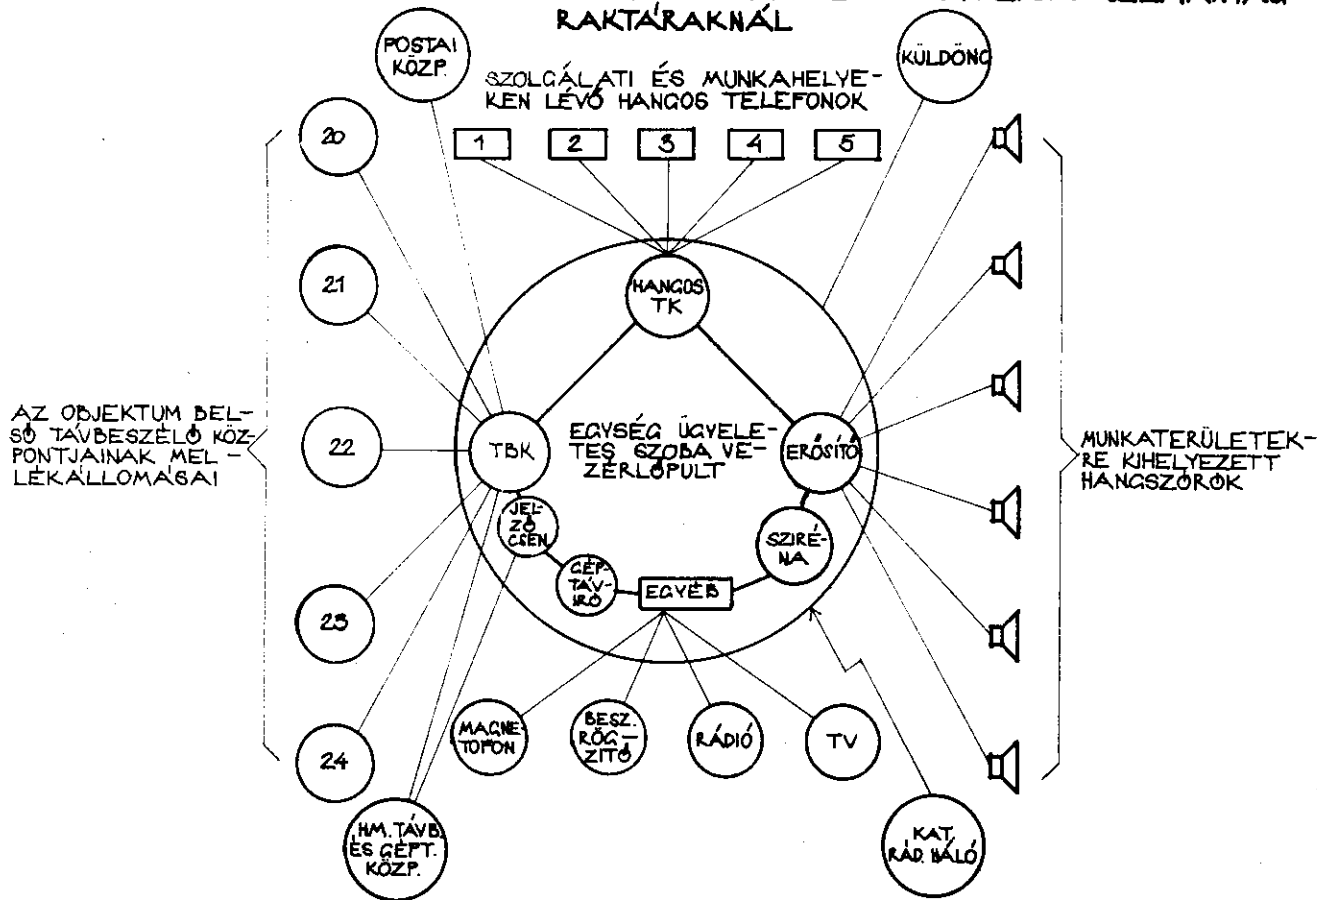 RAKTÁRAKNÁL
POSTAI
KÖZP.
KÜLDÖNC
SZOLGÁLATI ÉS MUNKAHELYE-
KEN LÉVŐ HANGOS TELEFONOK
1
2
3
4
5
20
21
22
23
24
AZ OBJEKTUM BEL-
SŐ TÁVBESZÉLŐ KÖZ-
PONTJAINAK MEL-
LÉKÁLLOMÁSAI
HANGOS
TK
TBK
EGYSÉG ÜGYELE-
TES SZOBA VE-
ZÉRLŐPULT
ERŐSÍTŐ
JEL-
ZŐ
CSEN.
GÉP-
TÁV-
IRÓ
EGYÉB
SZIRÉ-
NA
MUNKATERÜLETEK-
RE KIHELYEZETT
HANGSZÓRÓK
MAGNE-
TOFON
BESZ.
RÖG-
ZITŐ
RÁDIÓ
TV
HM. TÁVB.
ÉS GÉPT.
KÖZP.
KAT.
RÁD. HÁLÓ